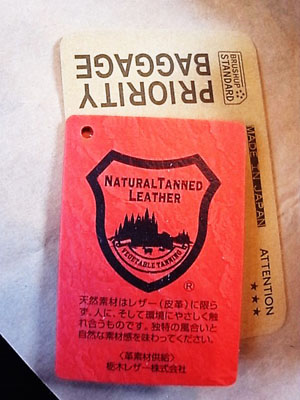 PRIORITY
BAGGAGE
BRUSHUP
STANDARD
MADE IN JAPAN
ATTENTION
★★★
NATURAL TANNED
LEATHER
VEGETABLE TANNING
®
天然素材はレザー(皮革)に限ら
ず、人に、そして環境にやさしく触
れ合うものです。独特の風合いと
自然な素材感を味わってください。
〈革素材供給〉
栃木レザー株式会社